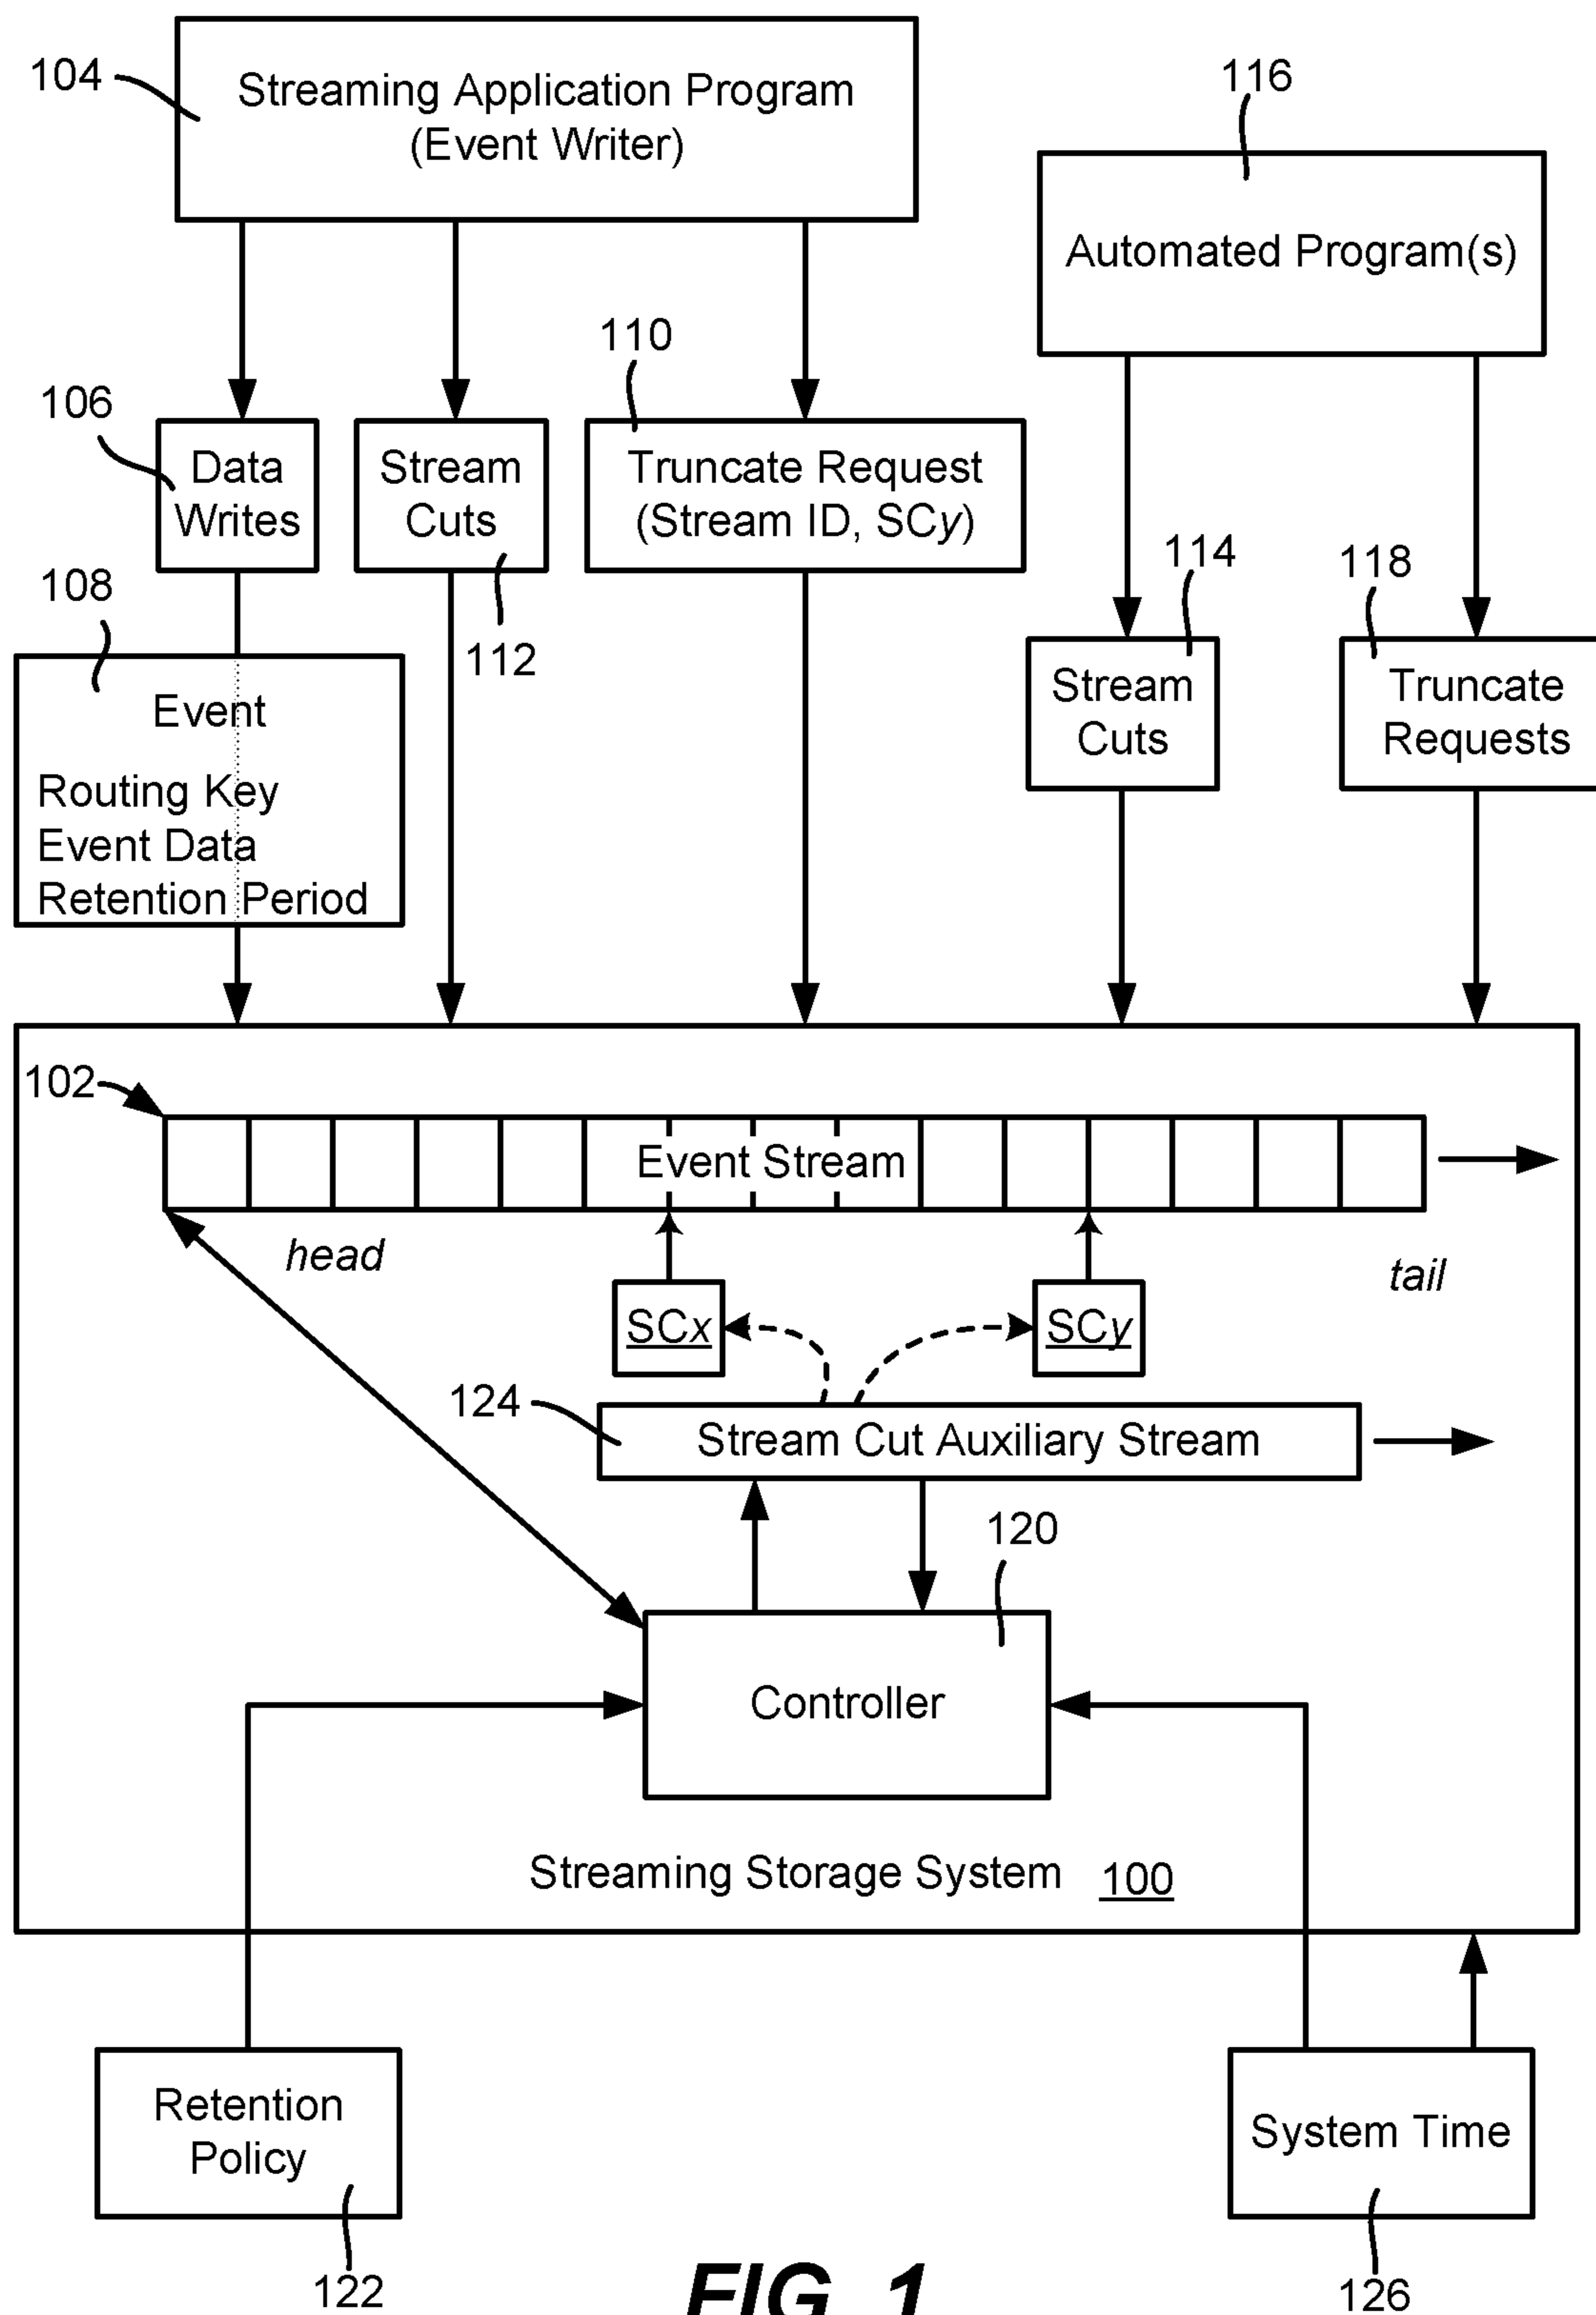 104
Streaming Application Program
(Event Writer)
116
Automated Program(s)
110
106
Data
Writes
Stream
Cuts
Truncate Request
(Stream ID, SCy)
112
108
Event
Routing Key
Event Data
Retention Period
114
118
Stream
Cuts
Truncate
Requests
102
Event Stream
head
tail
SCx
SCy
124
Stream Cut Auxiliary Stream
120
Controller
Streaming Storage System 100
Retention
Policy
System Time
122
126
FIG. 1